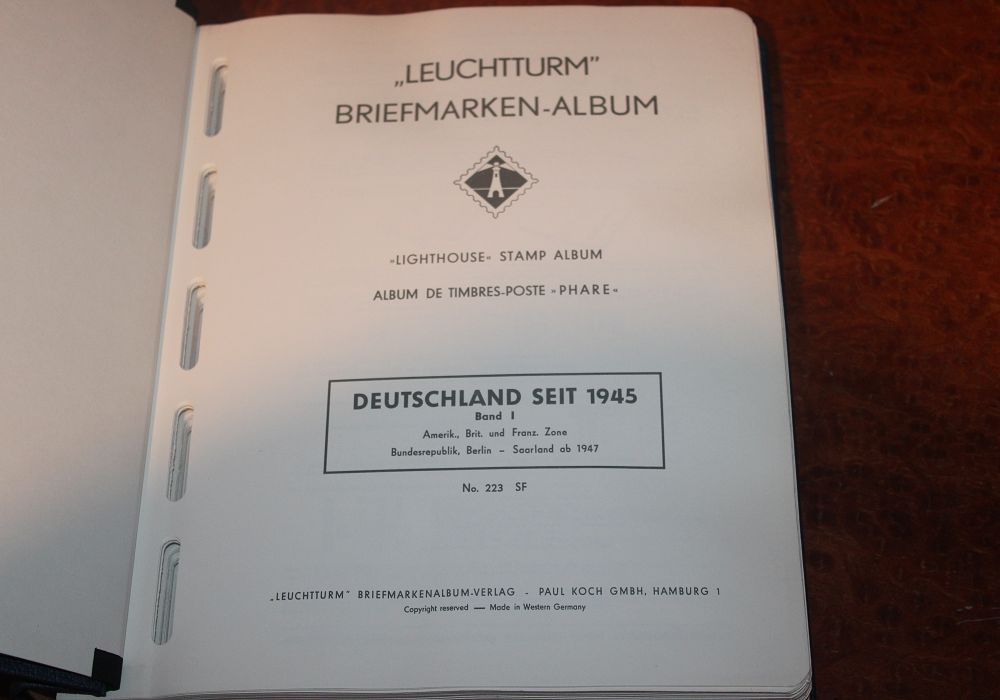 „LEUCHTTURM”
BRIEFMARKEN-ALBUM
»LIGHTHOUSE« STAMP ALBUM
ALBUM DE TIMBRES-POSTE »PHARE«
DEUTSCHLAND SEIT 1945
Band I
Amerik., Brit. und Franz. Zone
Bundesrepublik, Berlin – Saarland ab 1947
No. 223 SF
„LEUCHTTURM” BRIEFMARKENALBUM-VERLAG - PAUL KOCH GMBH, HAMBURG 1
Copyright reserved — Made in Western Germany